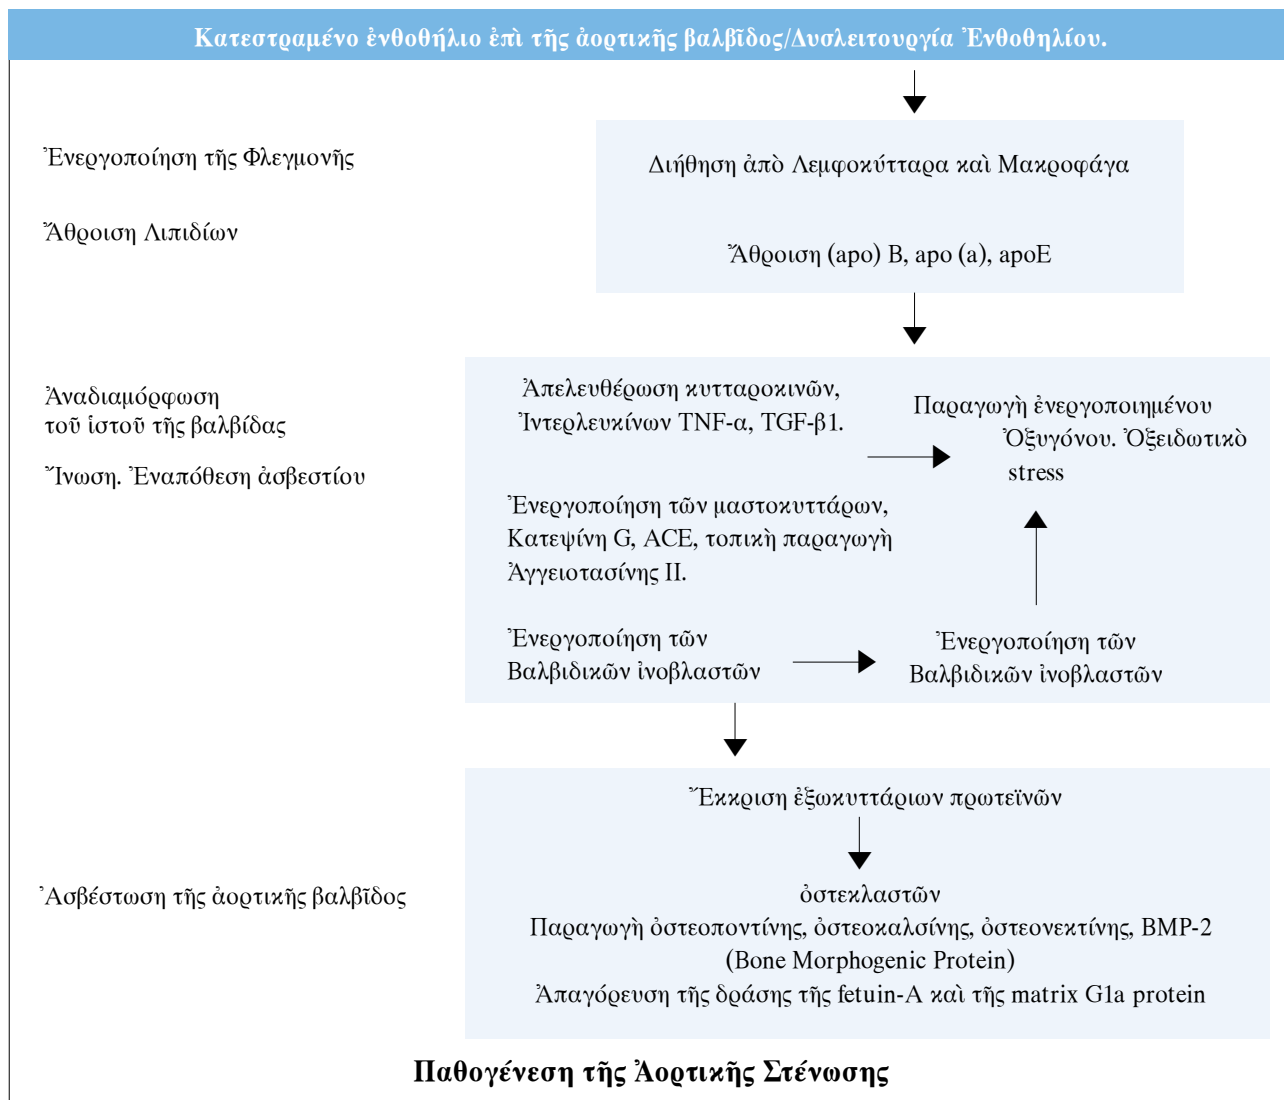 Κατεστραμένο ἐνθοθήλιο ἐπὶ τῆς ἀορτικῆς βαλβῖδος/Δυσλειτουργία Ἐνθοθηλίου.
Ἐνεργοποίηση τῆς Φλεγμονῆς
Διήθηση ἀπὸ Λεμφοκύτταρα καὶ Μακροφάγα
Ἄθροιση Λιπιδίων
Ἄθροιση (apo) B, apo (a), apoE
Ἀναδιαμόρφωση
τοῦ ἱστοῦ τῆς βαλβίδας
Ἴνωση. Ἐναπόθεση ἀσβεστίου
Ἀπελευθέρωση κυτταροκινῶν,
Ἰντερλευκίνων TNF-α, TGF-β1.
Παραγωγὴ ἐνεργοποιημένου
Ὀξυγόνου. Ὀξειδωτικὸ
stress
Ἐνεργοποίηση τῶν μαστοκυττάρων,
Κατεψίνη G, ACE, τοπικὴ παραγωγὴ
Ἀγγειοτασίνης II.
Ἐνεργοποίηση τῶν
Βαλβιδικῶν ἰνοβλαστῶν
Ἐνεργοποίηση τῶν
Βαλβιδικῶν ἰνοβλαστῶν
Ἔκκριση ἐξωκυττάριων πρωτεϊνῶν
Ἀσβέστωση τῆς ἀορτικῆς βαλβῖδος
ὀστεκλαστῶν
Παραγωγὴ ὀστεοποντίνης, ὀστεοκαλσίνης, ὀστεονεκτίνης, BMP-2
(Bone Morphogenic Protein)
Ἀπαγόρευση τῆς δράσης τῆς fetuin-A καὶ τῆς matrix G1a protein
Παθογένεση τῆς Ἀορτικῆς Στένωσης